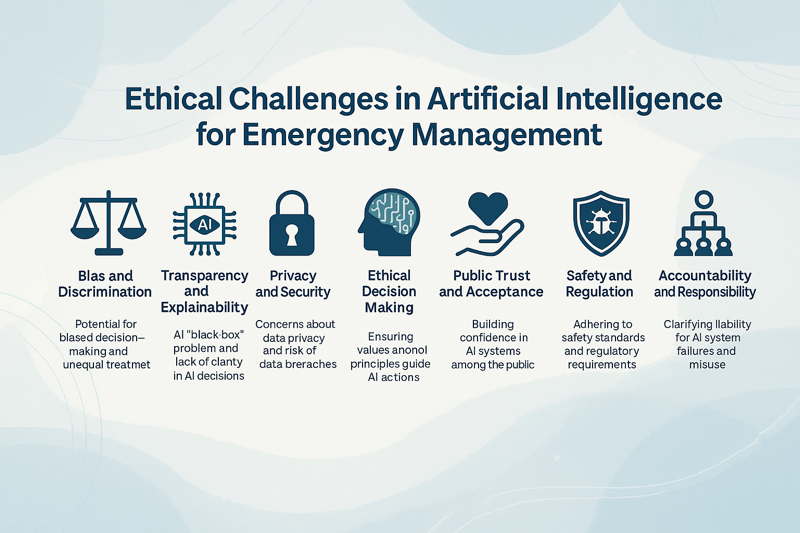 Ethical Challenges in Artificial Intelligence
for Emergency Management
AI
Blas and
Discrimination
Potential for
blased decision–
making and
unequal treatmet
Transparency
and
Explainability
AI "black-box"
problem and
lack of clarity
in AI decisions
Privacy
and Security
Concerns about
data privacy
and risk of
data breraches
Ethical
Decision
Making
Ensuring
values anonol
principles guide
AI actions
Public Trust
and Acceptance
Building
confidence in
AI systems
among the public
Safety and
Regulation
Adhering to
safety standards
and regulatory
requirements
Accountability
and Responsibility
Clarifying llability
for AI system
failures and
misuse